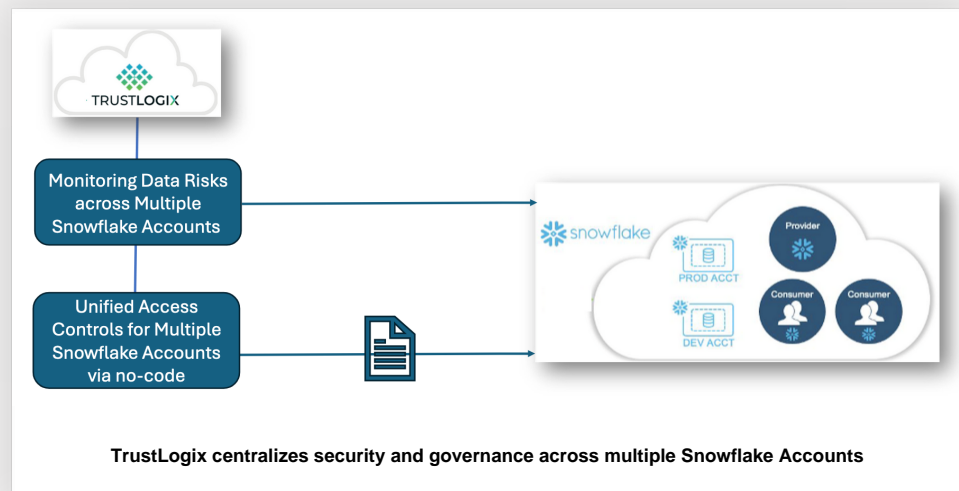 TRUSTLOGIX
Monitoring Data Risks
across Multiple
Snowflake Accounts
Unified Access
Controls for Multiple
Snowflake Accounts
via no-code
snowflake
PROD ACCT
DEV ACCT
Provider
Consumer
Consumer
TrustLogix centralizes security and governance across multiple Snowflake Accounts